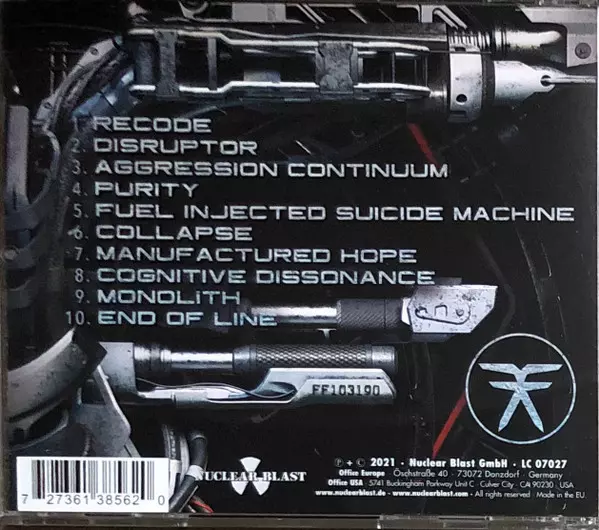 1. RECODE
2. DISRUPTOR
3. AGGRESSION CONTINUUM
4. PURITY
5. FUEL INJECTED SUICIDE MACHINE
6. COLLAPSE
7. MANUFACTURED HOPE
8. COGNITIVE DISSONANCE
9. MONOLITH
10. END OF LINE
FF103190
7 27361 38562 0
NUCLEAR BLAST
℗ + © 2021 · Nuclear Blast GmbH · LC 07027
Office Europe Öschstraße 40 · 73072 Donzdorf · Germany
Office USA · 5741 Buckingham Parkway Unit C · Culver City · CA 90230 · USA
www.nuclearblast.de · www.nuclearblast.com · All rights reserved · Made in the EU